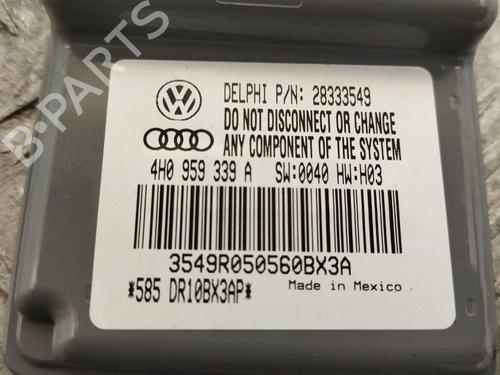 DELPHI P/N: 28333549
DO NOT DISCONNECT OR CHANGE
ANY COMPONENT OF THE SYSTEM
4H0 959 339 A SW:0040 HW:H03
3549R050560BX3A
*585 DR10BX3AP* Made in Mexico
B-PARTS